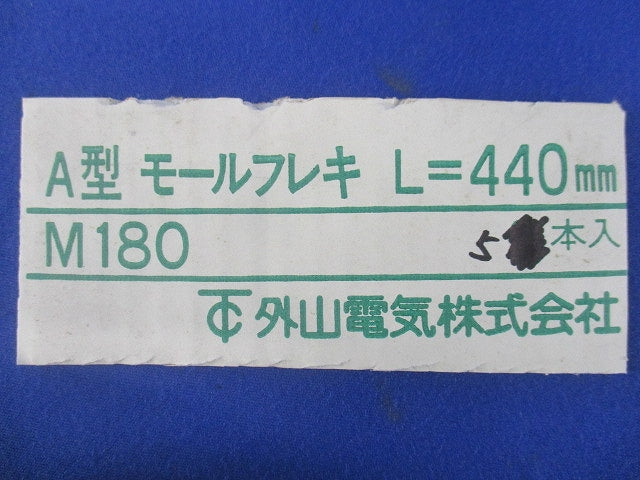 A型 モールフレキ L=440mm
M180 5 本入
外山電気株式会社